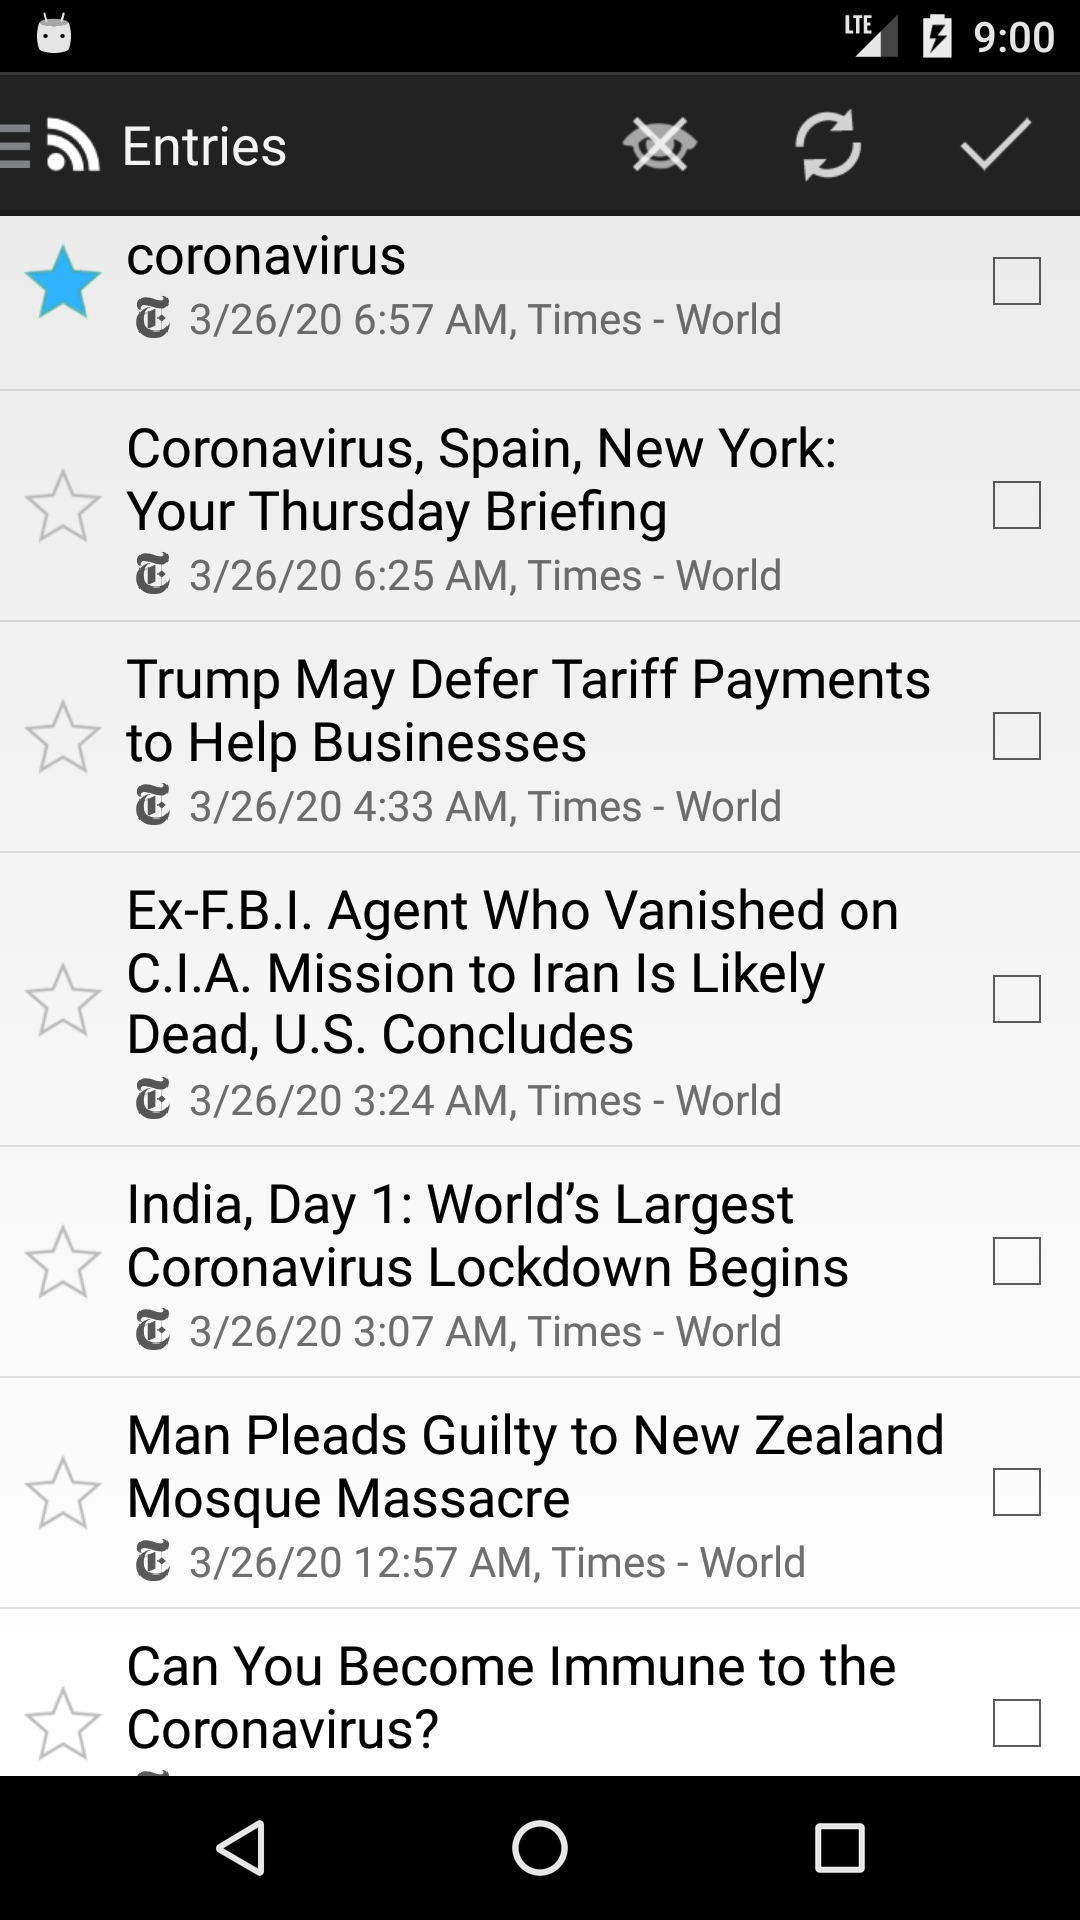 LTE 9:00
Entries
coronavirus
3/26/20 6:57 AM, Times - World
Coronavirus, Spain, New York:
Your Thursday Briefing
3/26/20 6:25 AM, Times - World
Trump May Defer Tariff Payments
to Help Businesses
3/26/20 4:33 AM, Times - World
Ex-F.B.I. Agent Who Vanished on
C.I.A. Mission to Iran Is Likely
Dead, U.S. Concludes
3/26/20 3:24 AM, Times - World
India, Day 1: World’s Largest
Coronavirus Lockdown Begins
3/26/20 3:07 AM, Times - World
Man Pleads Guilty to New Zealand
Mosque Massacre
3/26/20 12:57 AM, Times - World
Can You Become Immune to the
Coronavirus?